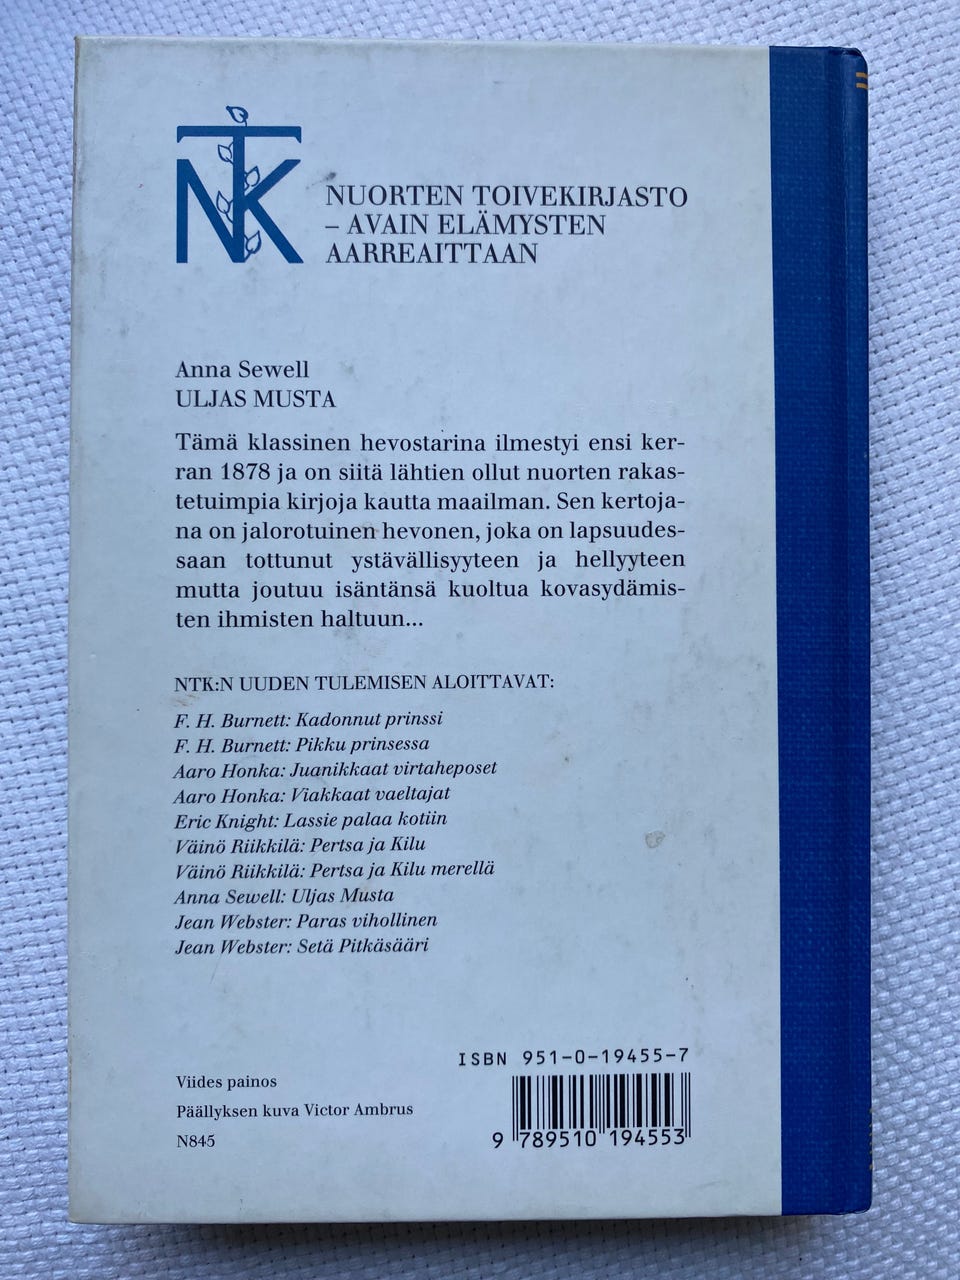 NTK
NUORTEN TOIVEKIRJASTO
– AVAIN ELÄMYSTEN
AARREAITTAAN
Anna Sewell
ULJAS MUSTA
Tämä klassinen hevostarina ilmestyi ensi ker-
ran 1878 ja on siitä lähtien ollut nuorten rakas-
tetuimpia kirjoja kautta maailman. Sen kertoja-
na on jalorotuinen hevonen, joka on lapsuudes-
saan tottunut ystävällisyyteen ja hellyyteen
mutta joutuu isäntänsä kuoltua kovasydämis-
ten ihmisten haltuun...
NTK:N UUDEN TULEMISEN ALOITTAVAT:
F. H. Burnett: Kadonnut prinssi
F. H. Burnett: Pikku prinsessa
Aaro Honka: Juanikkaat virtaheposet
Aaro Honka: Viakkaat vaeltajat
Eric Knight: Lassie palaa kotiin
Väinö Riikkilä: Pertsa ja Kilu
Väinö Riikkilä: Pertsa ja Kilu merellä
Anna Sewell: Uljas Musta
Jean Webster: Paras vihollinen
Jean Webster: Setä Pitkäsääri
ISBN 951-0-19455-7
Viides painos
Päällyksen kuva Victor Ambrus
N845
9 789510 194553